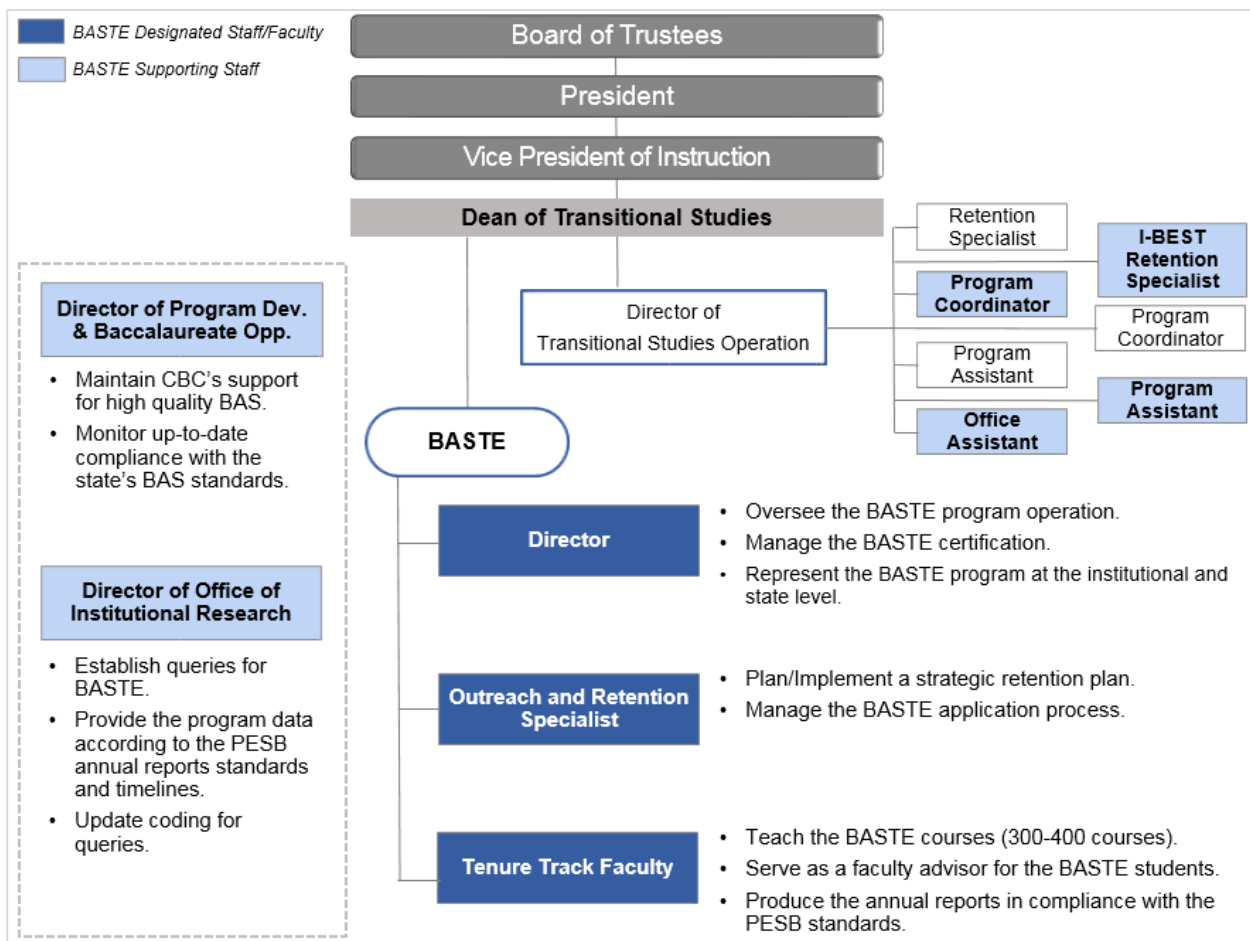 BASTE Designated Staff/Faculty
BASTE Supporting Staff
Board of Trustees
President
Vice President of Instruction
Dean of Transitional Studies
Retention
Specialist
I-BEST
Retention
Specialist
Program
Coordinator
Director of
Transitional Studies Operation
Program
Coordinator
Program
Assistant
Program
Assistant
Office
Assistant
Director of Program Dev.
& Baccalaureate Opp.
• Maintain CBC's support
for high quality BAS.
• Monitor up-to-date
compliance with the
state's BAS standards.
Director of Office of
Institutional Research
• Establish queries for
BASTE.
• Provide the program data
according to the PESB
annual reports standards
and timelines.
• Update coding for
queries.
BASTE
Director
• Oversee the BASTE program operation.
• Manage the BASTE certification.
• Represent the BASTE program at the institutional and
state level.
Outreach and Retention
Specialist
• Plan/Implement a strategic retention plan.
• Manage the BASTE application process.
Tenure Track Faculty
• Teach the BASTE courses (300-400 courses).
• Serve as a faculty advisor for the BASTE students.
• Produce the annual reports in compliance with the
PESB standards.